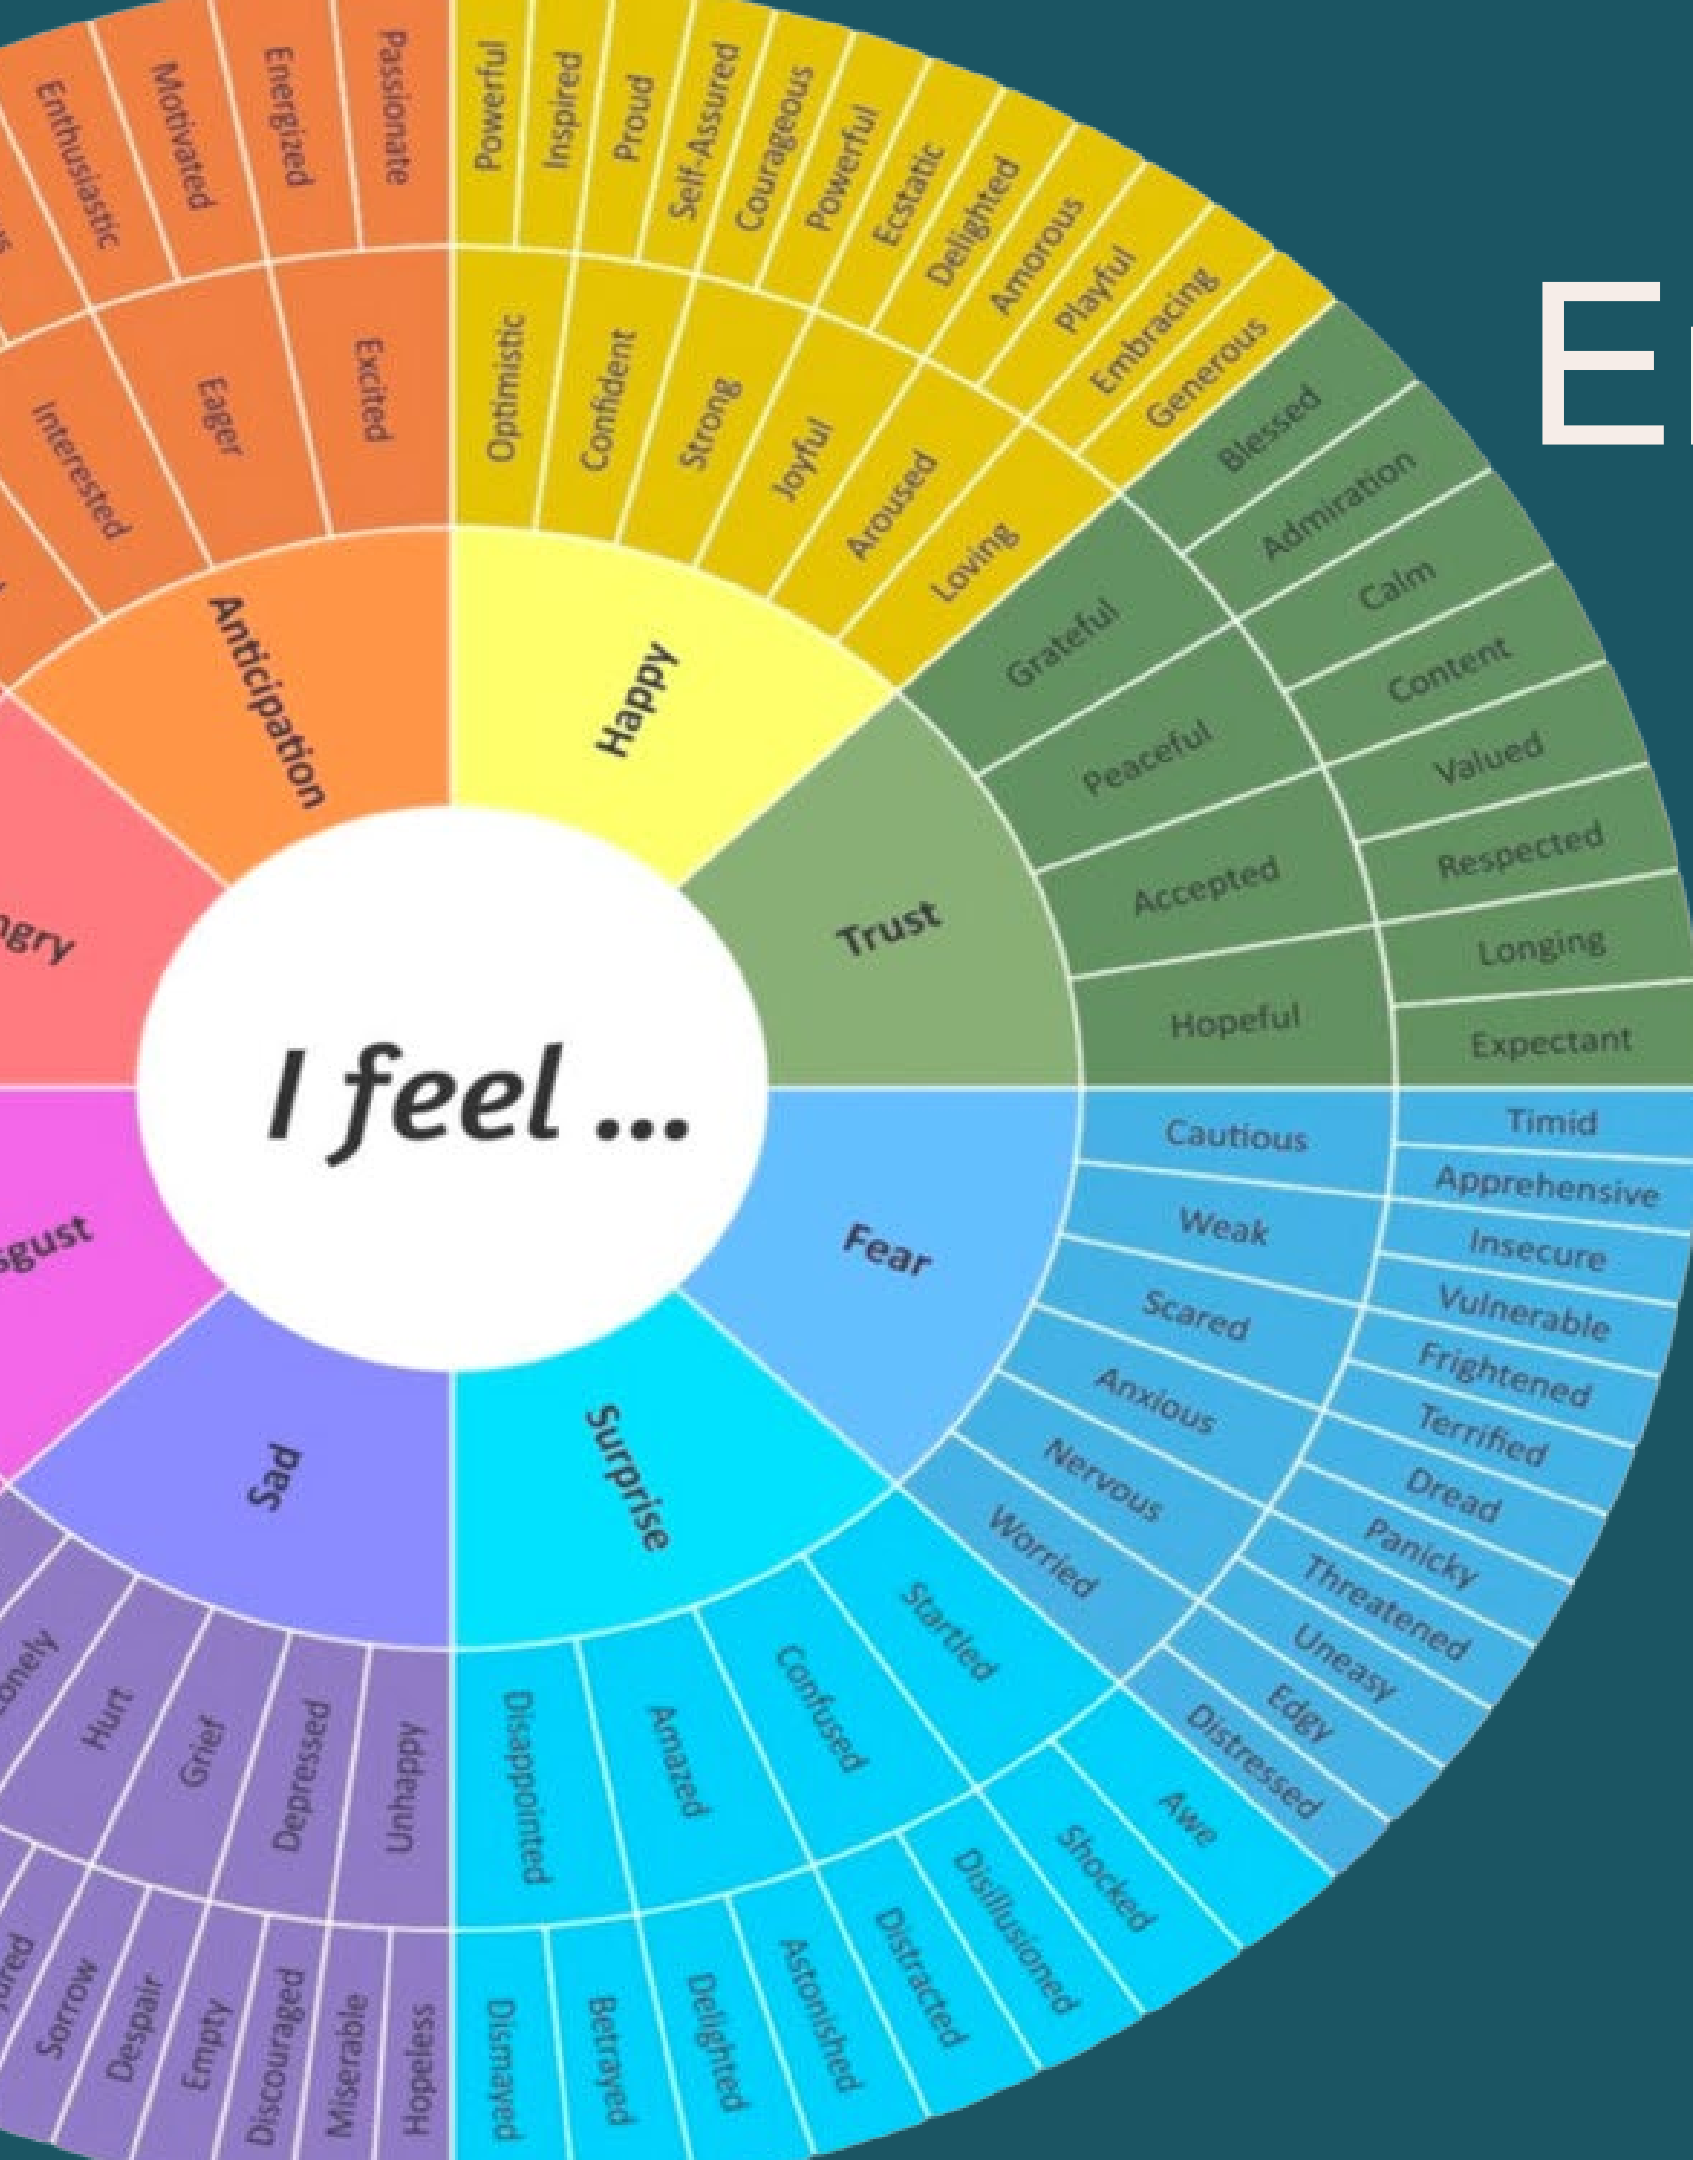 I feel ...
Happy
Optimistic
Powerful
Inspired
Confident
Proud
Self-Assured
Strong
Courageous
Powerful
Joyful
Ecstatic
Delighted
Aroused
Amorous
Playful
Loving
Embracing
Generous
Trust
Grateful
Blessed
Admiration
Peaceful
Calm
Content
Accepted
Valued
Respected
Hopeful
Longing
Expectant
Fear
Cautious
Timid
Apprehensive
Weak
Insecure
Vulnerable
Scared
Frightened
Terrified
Anxious
Dread
Panicky
Nervous
Threatened
Uneasy
Worried
Edgy
Distressed
Surprise
Startled
Awe
Shocked
Confused
Disillusioned
Distracted
Amazed
Astonished
Delighted
Disappointed
Betrayed
Dismayed
Sad
Unhappy
Hopeless
Miserable
Depressed
Discouraged
Empty
Grief
Despair
Sorrow
Hurt
onely
sgust
ngry
Anticipation
Interested
Eager
Enthusiastic
Motivated
Excited
Energized
Passionate